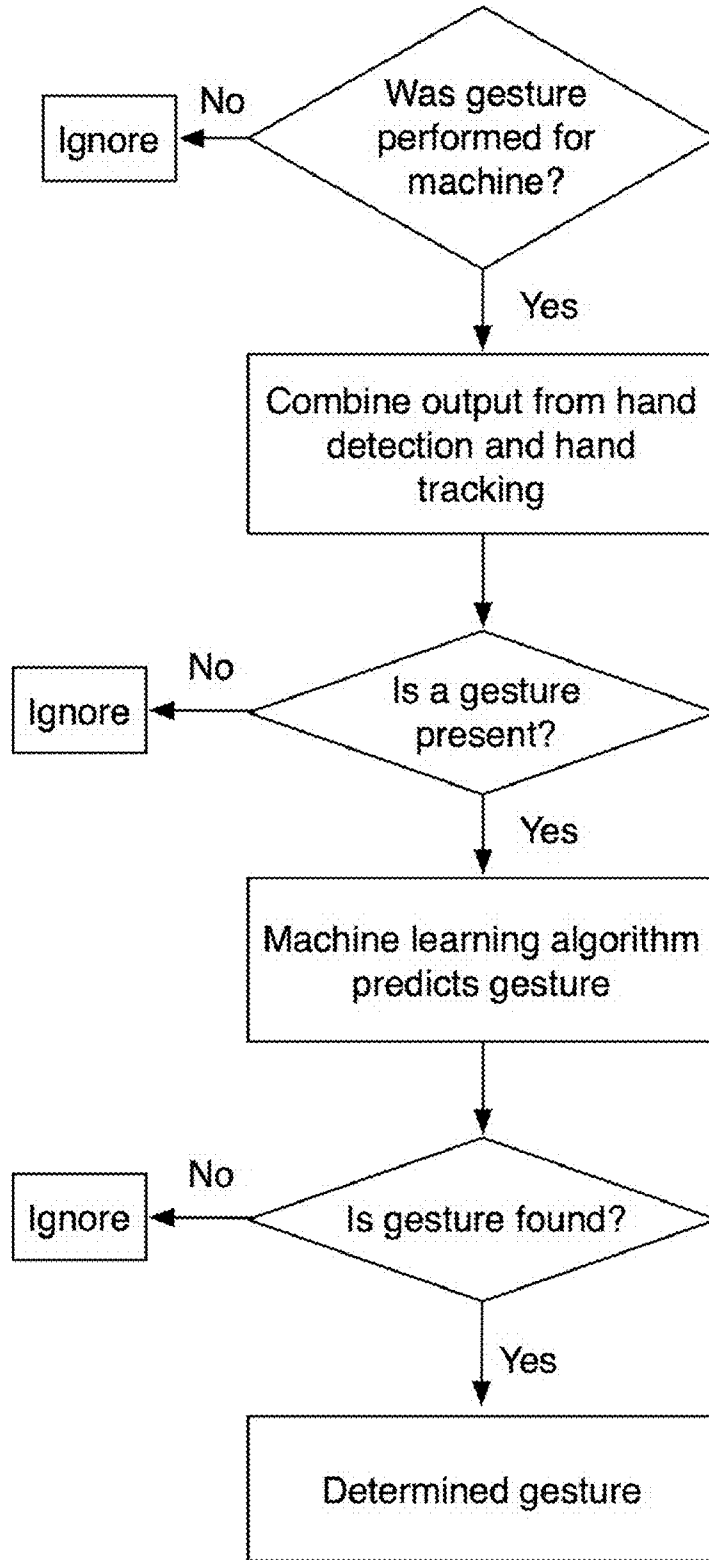 Was gesture
performed for
machine?
No
Ignore
Yes
Combine output from hand
detection and hand
tracking
Is a gesture
present?
No
Ignore
Yes
Machine learning algorithm
predicts gesture
Is gesture found?
No
Ignore
Yes
Determined gesture